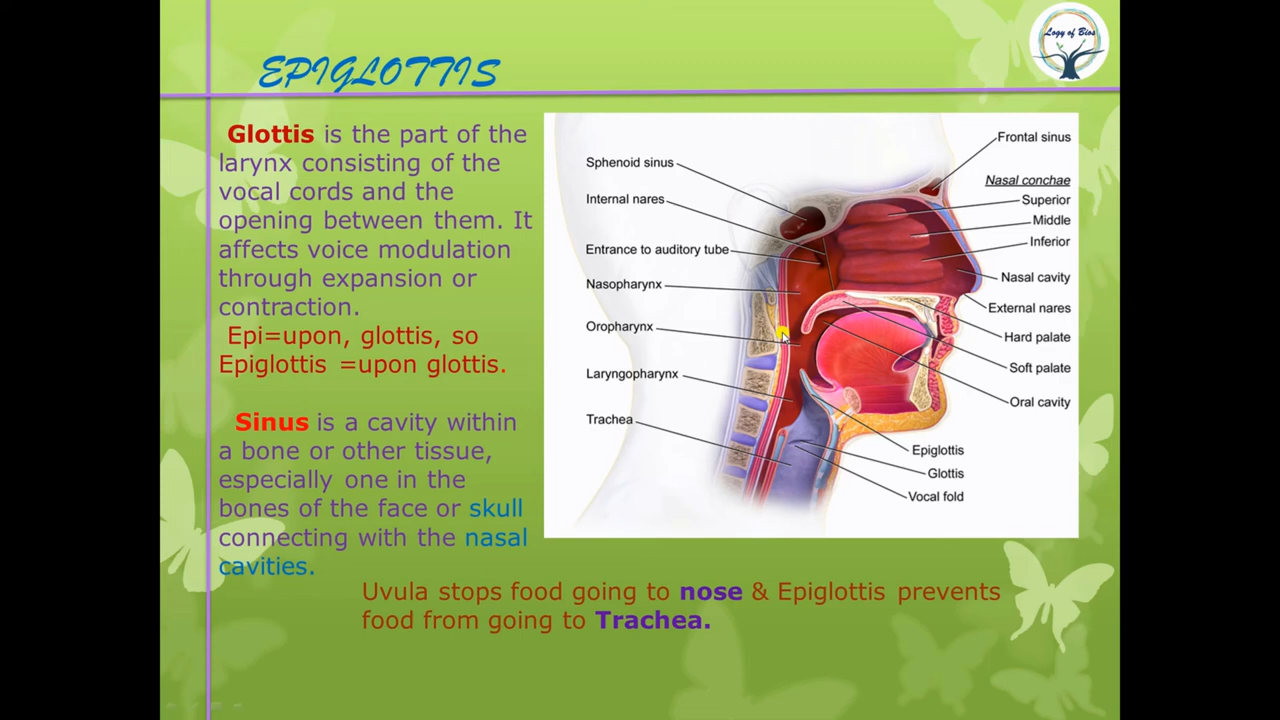 Logy of Bios
EPIGLOTTIS
Glottis is the part of the
larynx consisting of the
vocal cords and the
opening between them. It
affects voice modulation
through expansion or
contraction.
Epi=upon, glottis, so
Epiglottis =upon glottis.
Sinus is a cavity within
a bone or other tissue,
especially one in the
bones of the face or skull
connecting with the nasal
cavities.
Sphenoid sinus
Internal nares
Entrance to auditory tube
Nasopharynx
Oropharynx
Laryngopharynx
Trachea
Frontal sinus
Nasal conchae
Superior
Middle
Inferior
Nasal cavity
External nares
Hard palate
Soft palate
Oral cavity
Epiglottis
Glottis
Vocal fold
Uvula stops food going to nose & Epiglottis prevents
food from going to Trachea.